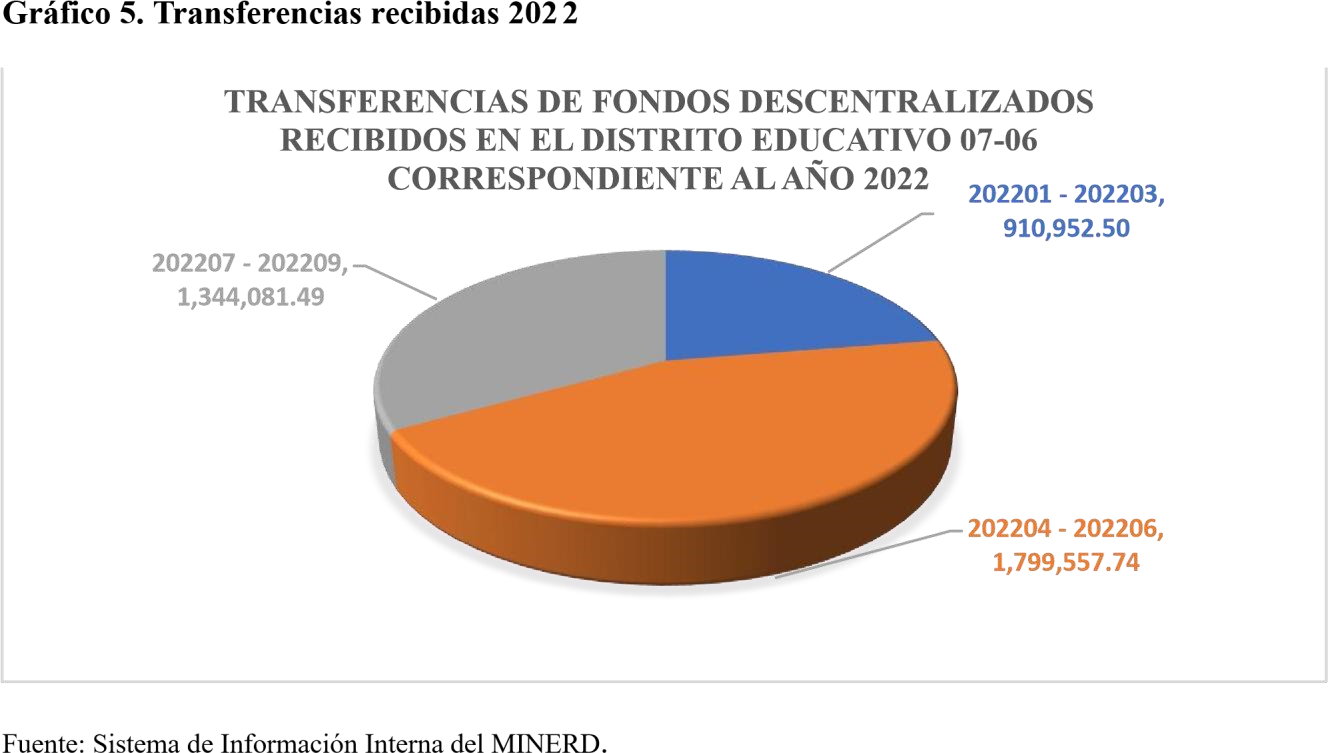 Gráfico 5. Transferencias recibidas 2022
TRANSFERENCIAS DE FONDOS DESCENTRALIZADOS
RECIBIDOS EN EL DISTRITO EDUCATIVO 07-06
CORRESPONDIENTE AL AÑO 2022
202201 - 202203,
910,952.50
202207 - 202209,
1,344,081.49
202204 - 202206,
1,799,557.74
Fuente: Sistema de Información Interna del MINERD.